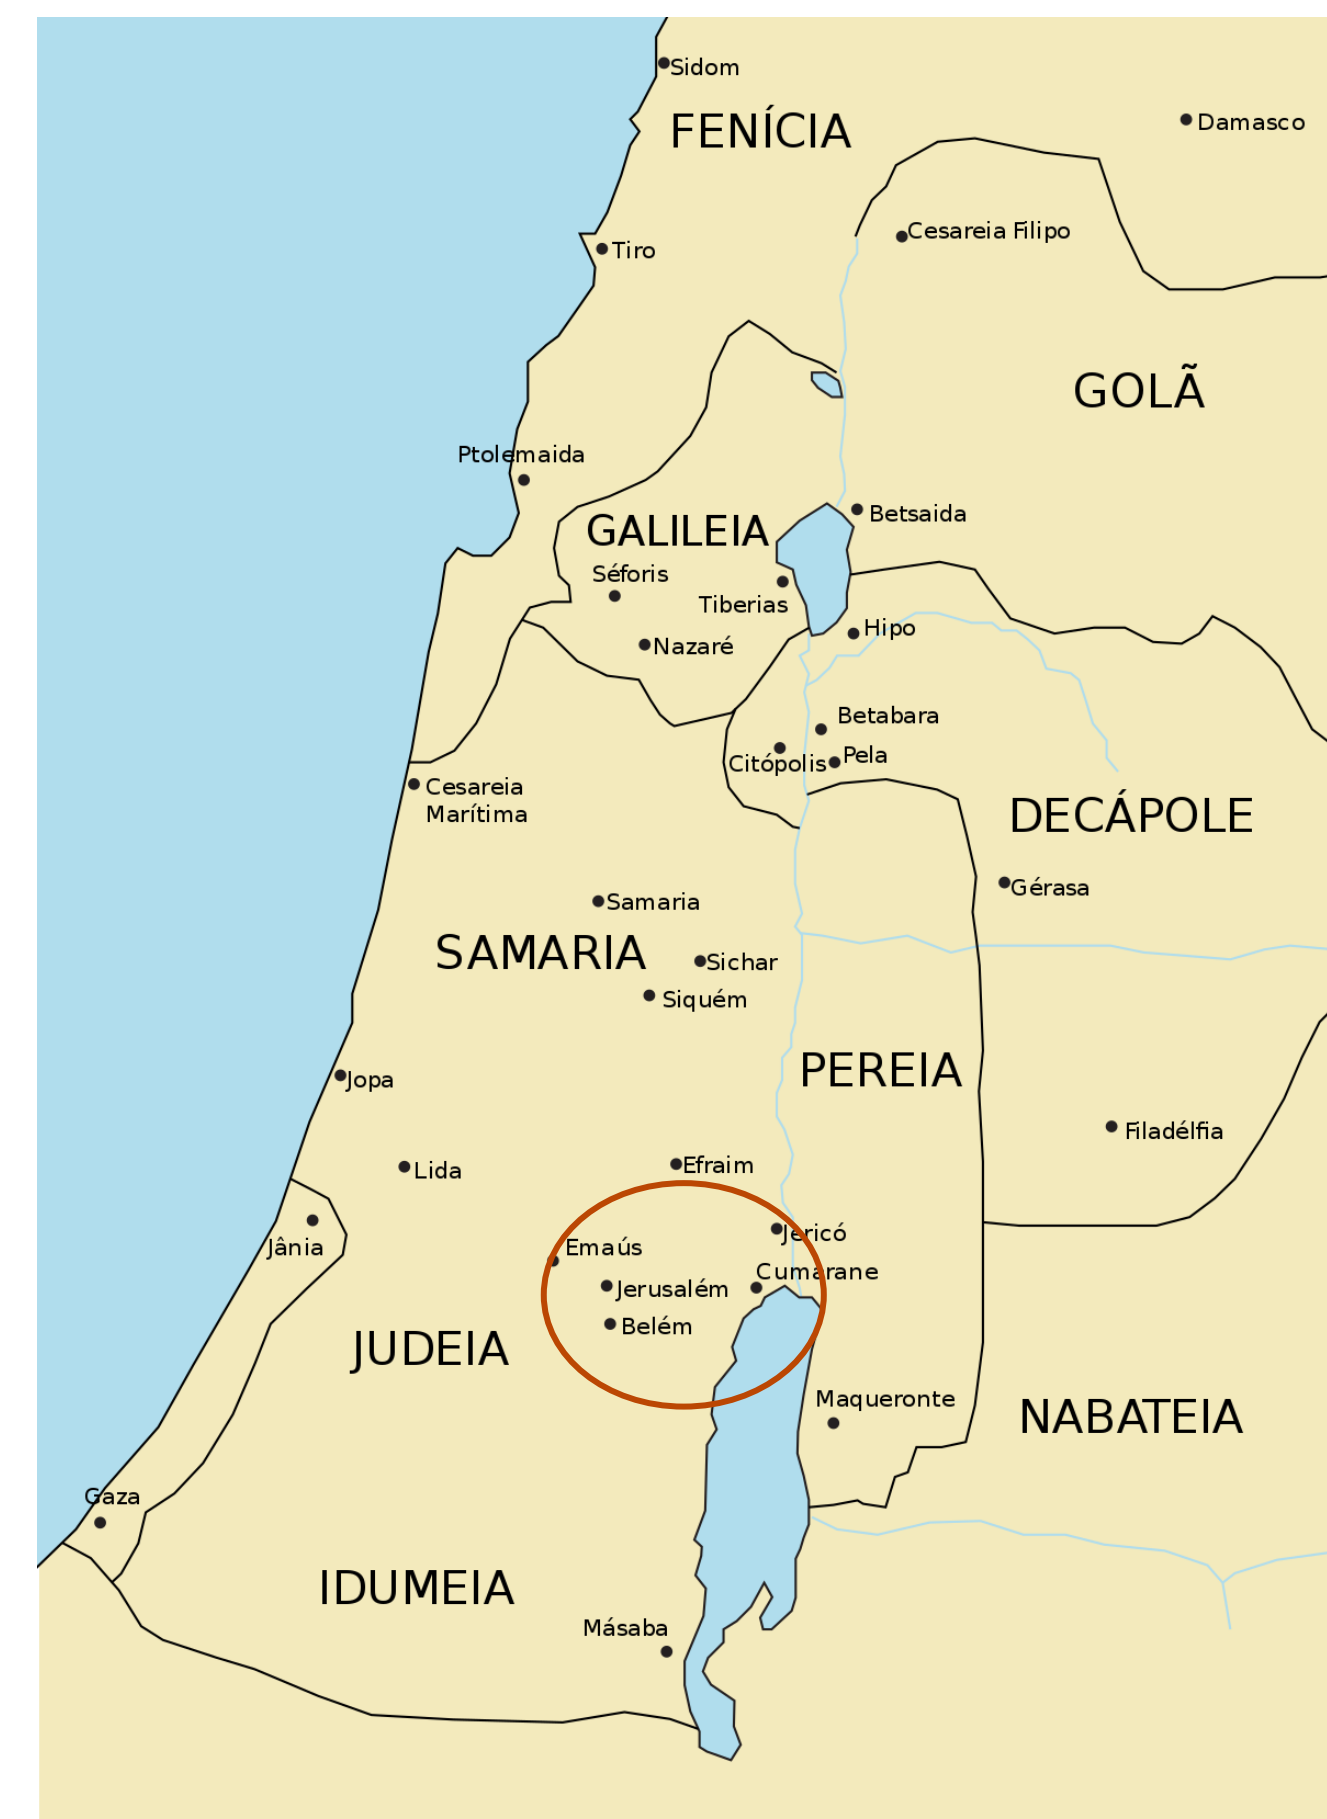 Sidom
FENÍCIA
Damasco
Cesareia Filipo
Tiro
GOLÃ
Ptolemaida
Betsaida
GALILEIA
Séforis
Tiberias
Hipo
Nazaré
Betabara
Citópolis
Pela
Cesareia
Marítima
DECÁPOLE
Gérasa
Samaria
SAMARIA
Sichar
Siquém
PEREIA
Jopa
Filadélfia
Efraim
Lida
Jericó
Jânia
Emaús
Cumarane
Jerusalém
Belém
JUDEIA
Maqueronte
NABATEIA
Gaza
IDUMEIA
Másaba